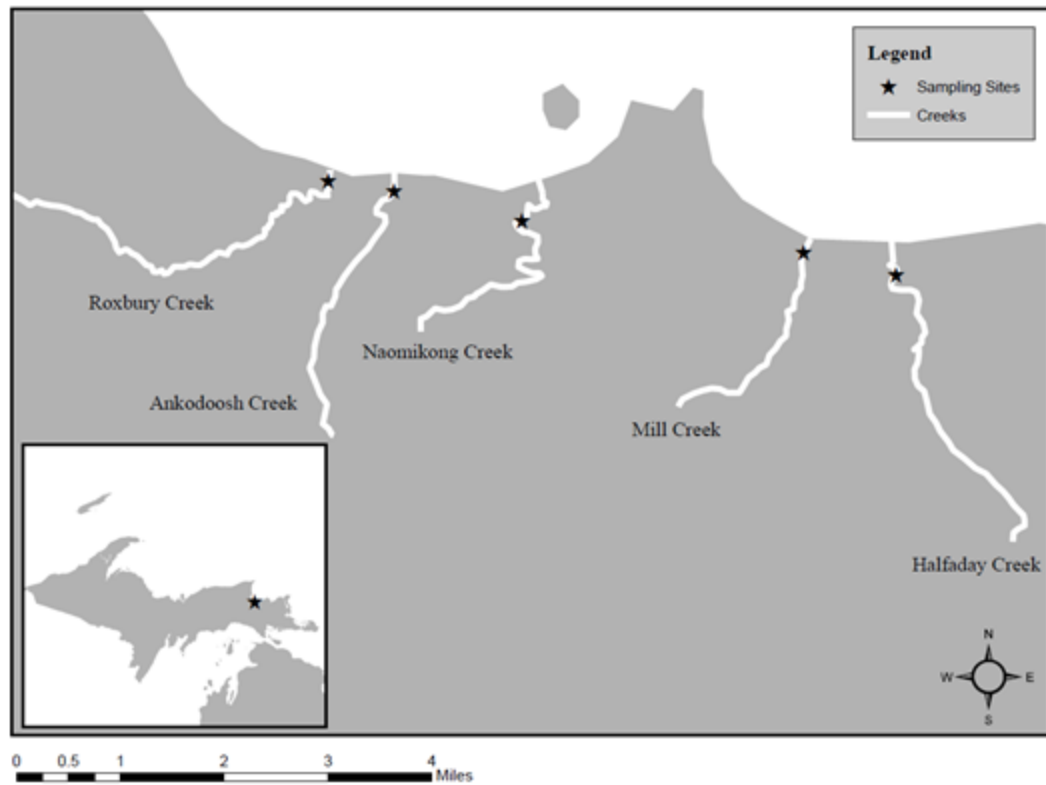 Legend
Sampling Sites
Creeks
Roxbury Creek
Naomikong Creek
Ankodoosh Creek
Mill Creek
Halfaday Creek
N
W E
S
0 0.5 1 2 3 4
Miles